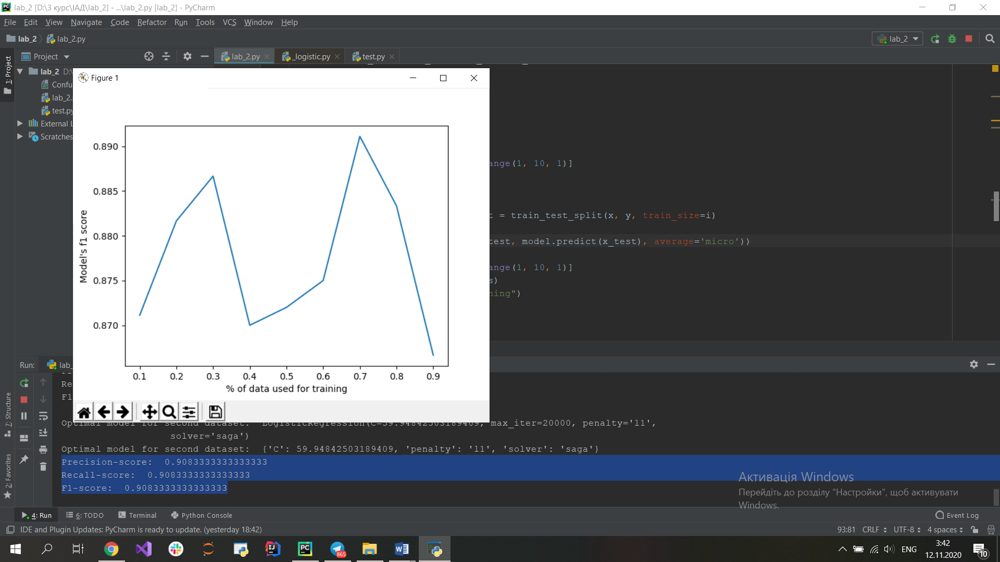 lab_2 [D:\3 курс\ІАД\lab_2] - ...\lab_2.py [lab_2] - PyCharm
File Edit View Navigate Code Refactor Run Tools VCS Window Help
lab_2 lab_2.py
lab_2
1: Project
Project
lab_2.py
_logistic.py
test.py
lab_2 D:\
Confu
lab_2.
test.py
External L
Scratches
Figure 1
0.890
0.885
0.880
0.875
0.870
Model's f1 score
0.1 0.2 0.3 0.4 0.5 0.6 0.7 0.8 0.9
% of data used for training
ange(1, 10, 1)]
t = train_test_split(x, y, train_size=i)
test, model.predict(x_test), average='micro'))
ange(1, 10, 1)]
s)
ning")
Run: lab_
Re
F1
Optimal model for second dataset: LogisticRegression(C=59.94842503189409, max_iter=20000, penalty='l1',
solver='saga')
Optimal model for second dataset: {'C': 59.94842503189409, 'penalty': 'l1', 'solver': 'saga'}
Precision-score: 0.9083333333333333
Recall-score: 0.9083333333333333
F1-score: 0.9083333333333333
7: Structure
2: Favorites
Активація Windows
Перейдіть до розділу "Настройки", щоб активувати
Windows.
4: Run 6: TODO Terminal Python Console
Event Log
IDE and Plugin Updates: PyCharm is ready to update. (yesterday 18:42)
93:81 CRLF UTF-8 4 spaces
865
ENG
3:42
12.11.2020
10